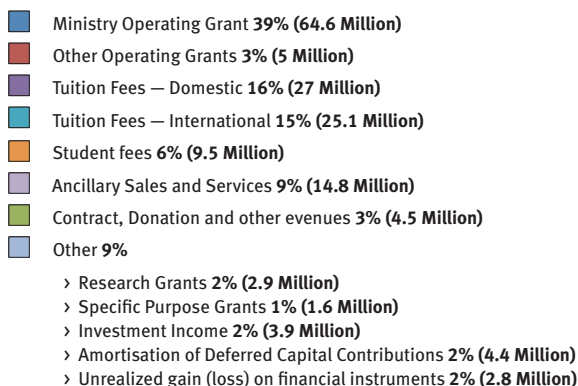 Ministry Operating Grant 39% (64.6 Million)
Other Operating Grants 3% (5 Million)
Tuition Fees — Domestic 16% (27 Million)
Tuition Fees — International 15% (25.1 Million)
Student fees 6% (9.5 Million)
Ancillary Sales and Services 9% (14.8 Million)
Contract, Donation and other evenues 3% (4.5 Million)
Other 9%
› Research Grants 2% (2.9 Million)
› Specific Purpose Grants 1% (1.6 Million)
› Investment Income 2% (3.9 Million)
› Amortisation of Deferred Capital Contributions 2% (4.4 Million)
› Unrealized gain (loss) on financial instruments 2% (2.8 Million)